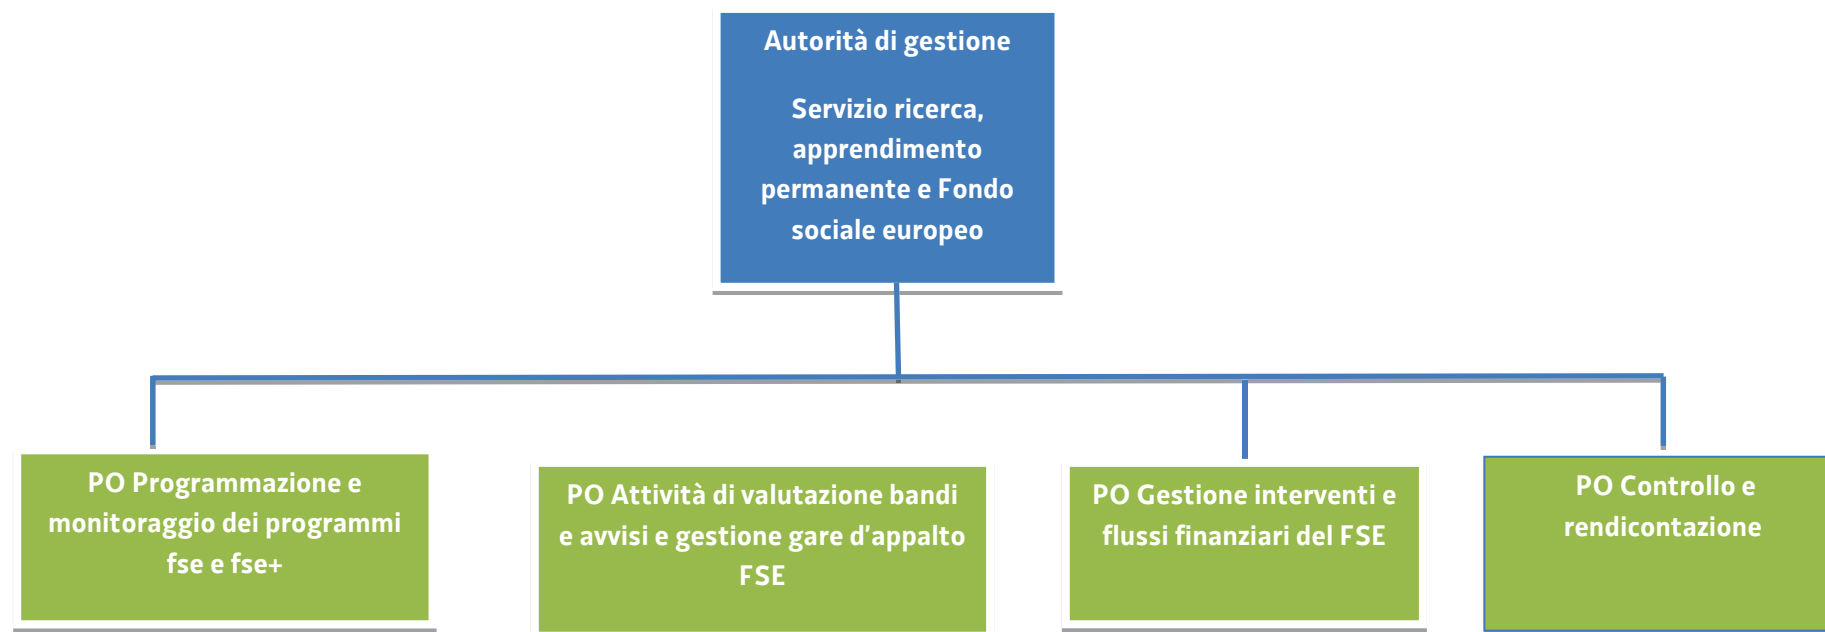 Autorità di gestione
Servizio ricerca,
apprendimento
permanente e Fondo
sociale europeo
PO Programmazione e
monitoraggio dei programmi
fse e fse+
PO Attività di valutazione bandi
e avvisi e gestione gare d'appalto
FSE
PO Gestione interventi e
flussi finanziari del FSE
PO Controllo e
rendicontazione